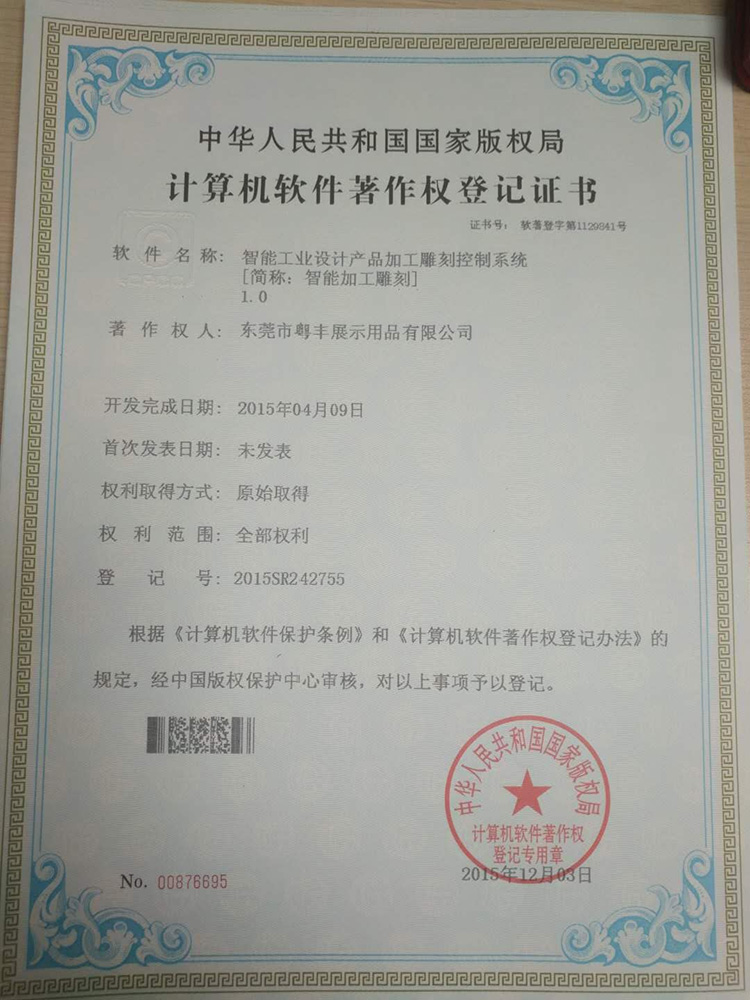 中华人民共和国国家版权局
计算机软件著作权登记证书
证书号： 软著登字第1129841号
软件名称： 智能工业设计产品加工雕刻控制系统
[简称：智能加工雕刻]
1.0
著作权人： 东莞市粤丰展示用品有限公司
开发完成日期： 2015年04月09日
首次发表日期： 未发表
权利取得方式： 原始取得
权利范围： 全部权利
登记号： 2015SR242755
根据《计算机软件保护条例》和《计算机软件著作权登记办法》的
规定，经中国版权保护中心审核，对以上事项予以登记。
中华人民共和国国家版权局
计算机软件著作权
登记专用章
No. 00876695
2015年12月03日